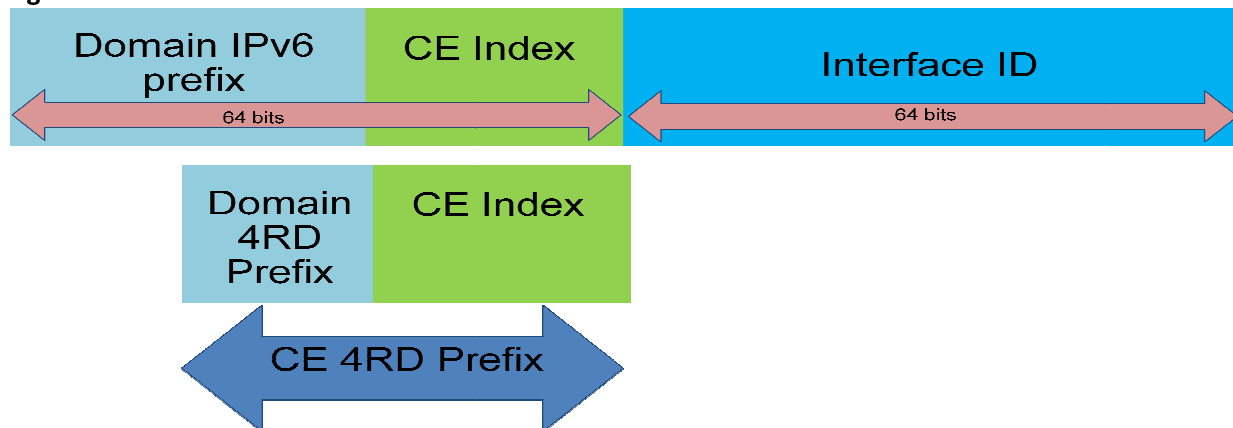 Domain IPv6
prefix
CE Index
Interface ID
64 bits
64 bits
Domain
4RD
Prefix
CE Index
CE 4RD Prefix